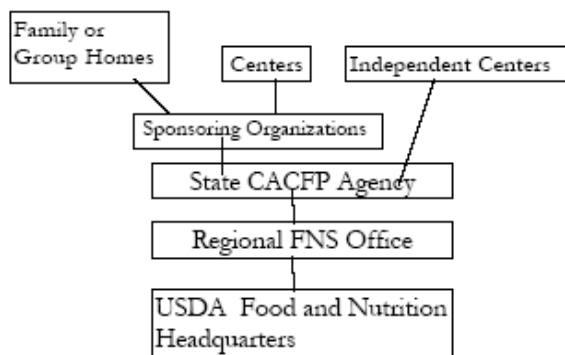 Family or
Group Homes
Centers
Independent Centers
Sponsoring Organizations
State CACFP Agency
Regional FNS Office
USDA Food and Nutrition
Headquarters